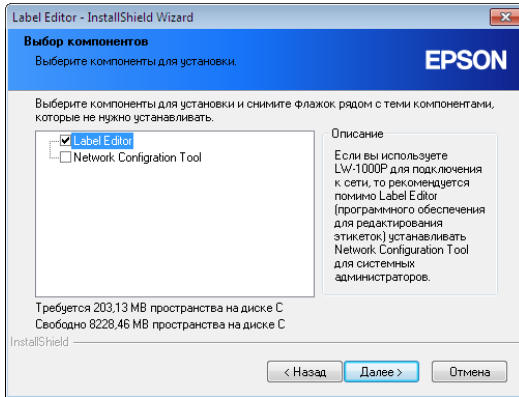 Label Editor - InstallShield Wizard
Выбор компонентов
Выберите компоненты для установки.
EPSON
Выберите компоненты для установки и снимите флажок рядом с теми компонентами,
которые не нужно устанавливать.
Label Editor
Network Configration Tool
Описание
Если вы используете
LW-1000P для подключения
к сети, то рекомендуется
помимо Label Editor
(программного обеспечения
для редактирования
этикеток) устанавливать
Network Configuration Tool
для системных
администраторов.
Требуется 203,13 MB пространства на диске C
Свободно 8228,46 MB пространства на диске C
InstallShield
< Назад
Далее >
Отмена